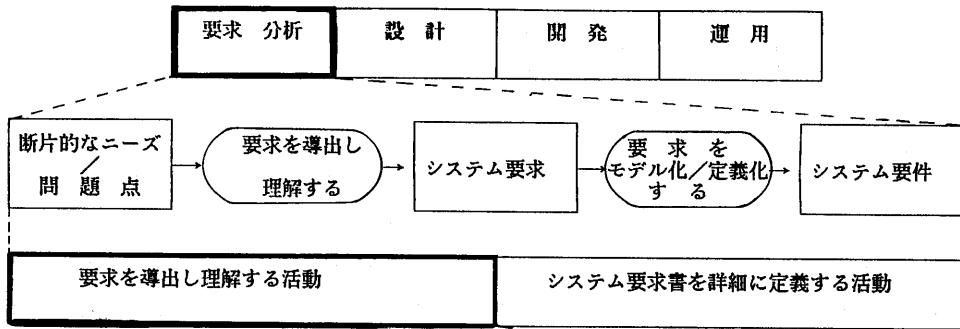 要求 分析
設 計
開 発
運 用
断片的なニーズ
／
問 題 点
要求を導出し
理解する
システム要求
要 求 を
モデル化／定義化
す る
システム要件
要求を導出し理解する活動
システム要求書を詳細に定義する活動